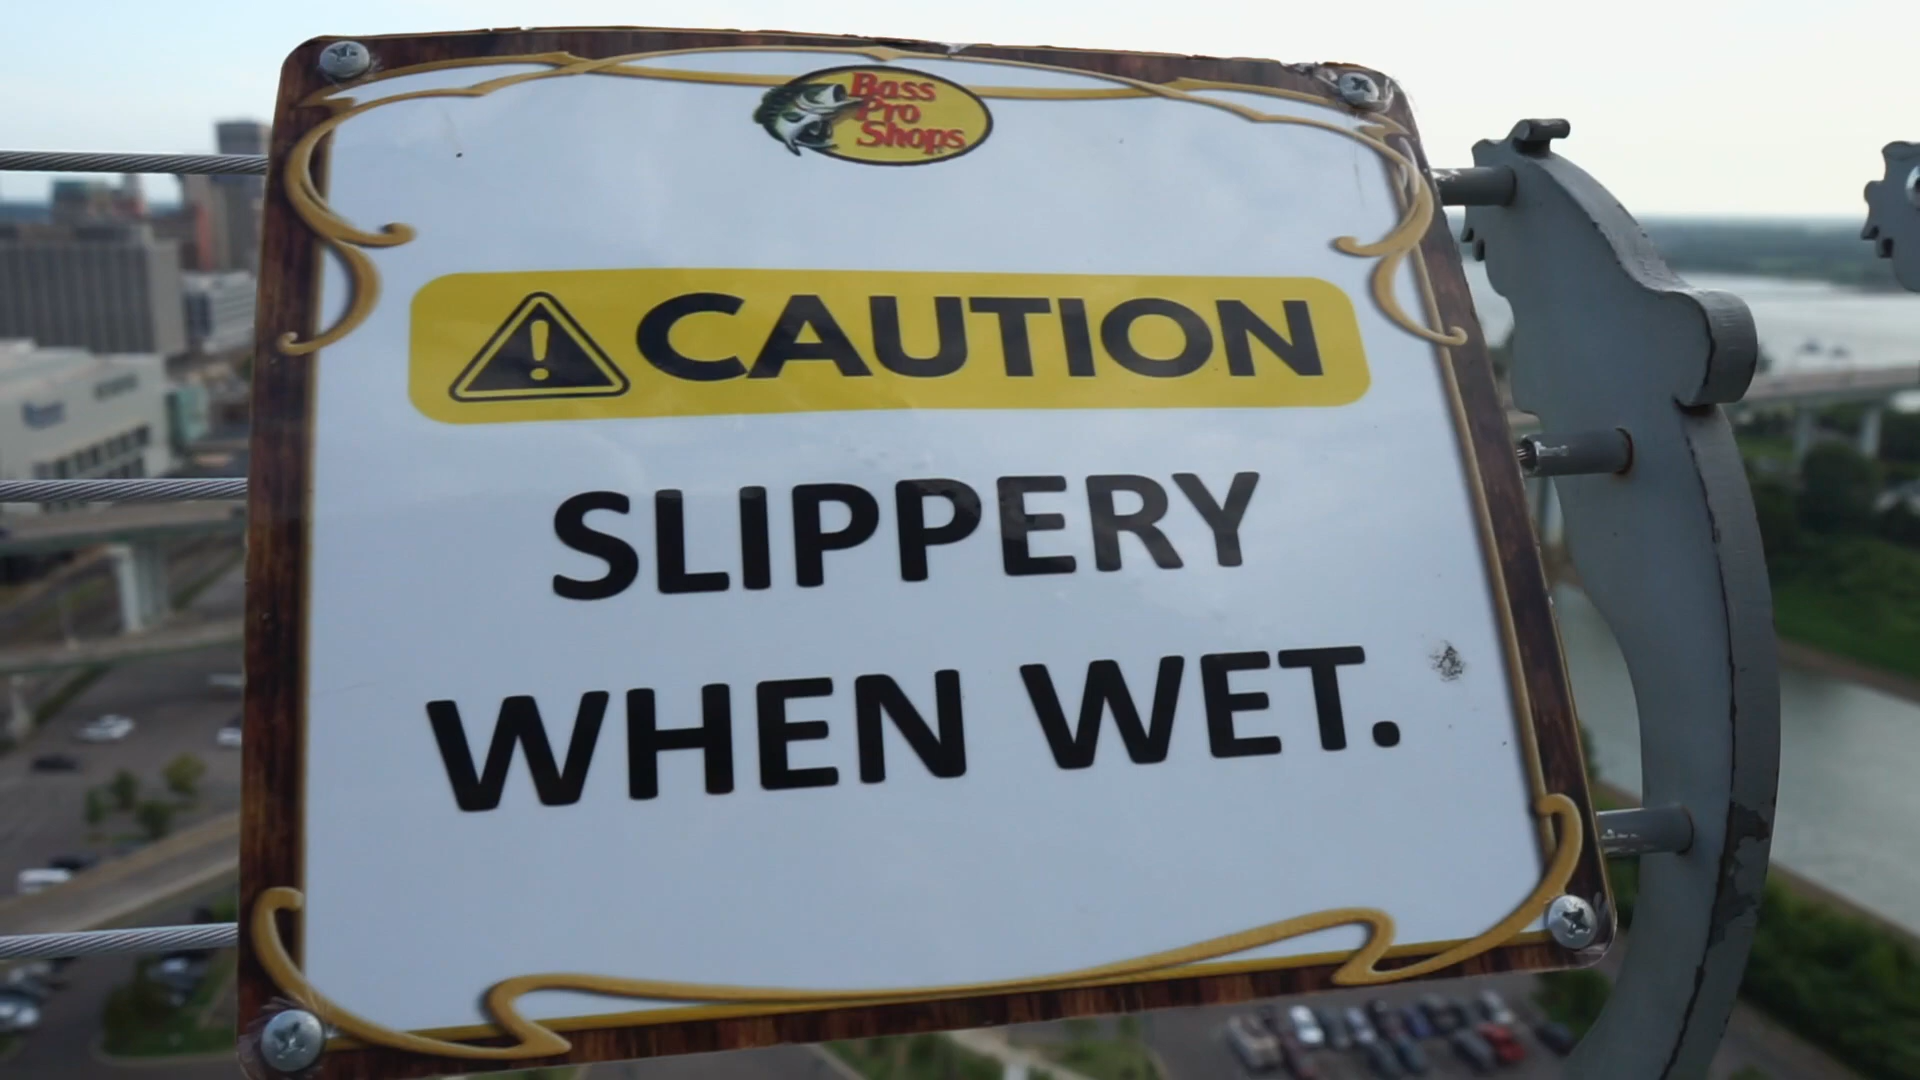 Bass
Pro
Shops
CAUTION
SLIPPERY
WHEN WET.